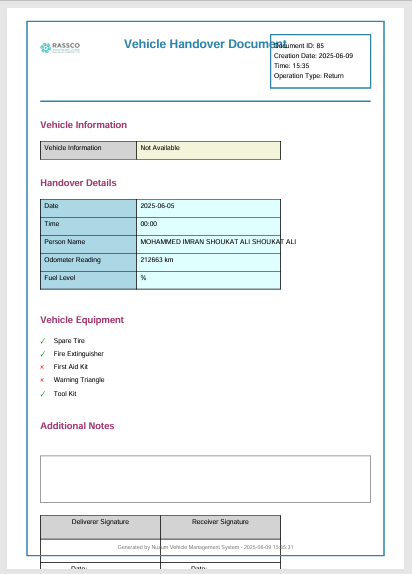 RASSCO
Vehicle Handover Document
Document ID: 85
Creation Date: 2025-06-09
Time: 15:35
Operation Type: Return
Vehicle Information
Vehicle Information Not Available
Handover Details
Date 2025-06-05
Time 00:00
Person Name MOHAMMED IMRAN SHOUKAT ALI SHOUKAT ALI
Odometer Reading 212663 km
Fuel Level %
Vehicle Equipment
✓ Spare Tire
✓ Fire Extinguisher
× First Aid Kit
× Warning Triangle
✓ Tool Kit
Additional Notes
Deliverer Signature Receiver Signature
Generated by Nuzum Vehicle Management System - 2025-06-09 15:35:31
Date: Date: